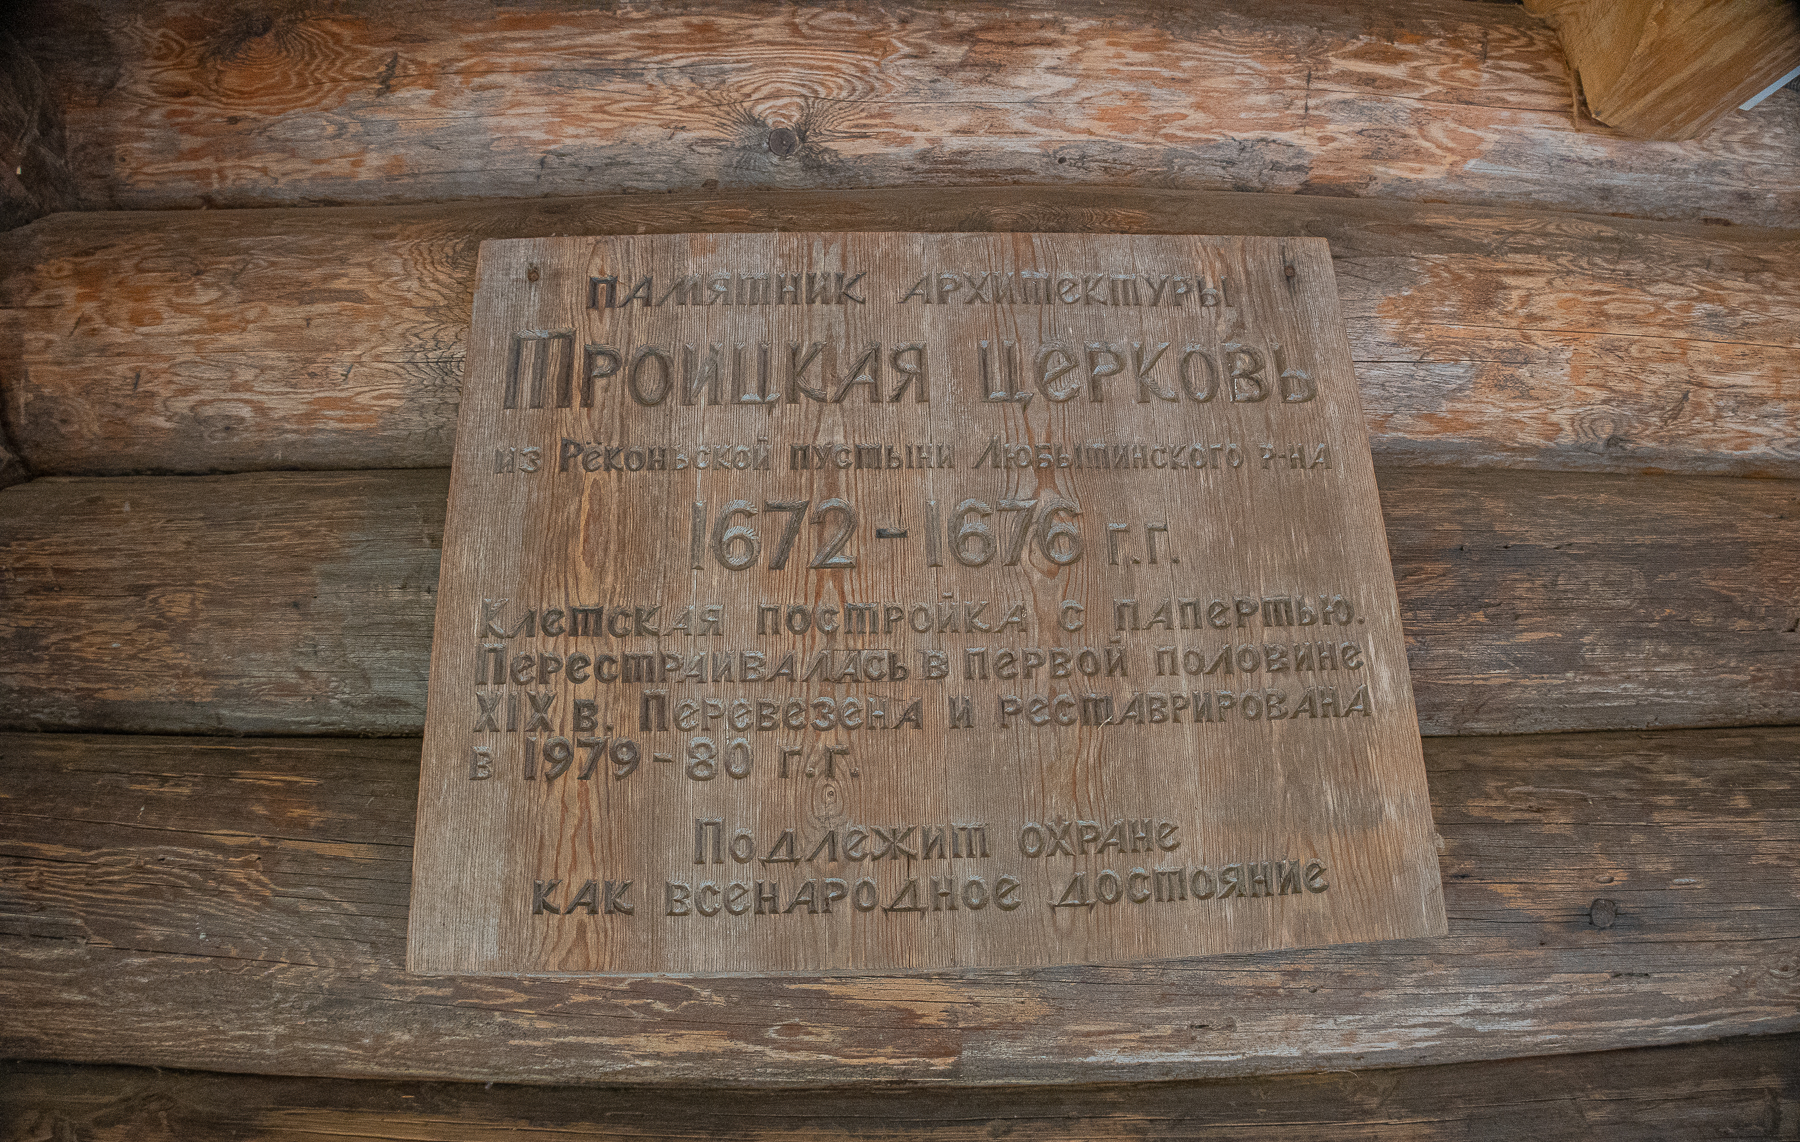 ПАМЯТНИК АРХИТЕКТУРЫ
ТРОИЦКАЯ ЦЕРКОВЬ
из РЁКОНЬСКОЙ ПУСТЫНИ ЛЮБЫТИНСКОГО Р-НА
1672-1676 г.г.
КЛЕТСКАЯ ПОСТРОЙКА С ПАПЕРТЬЮ.
ПЕРЕСТРАИВАЛАСЬ В ПЕРВОЙ ПОЛОВИНЕ
XIX в. ПЕРЕВЕЗЕНА И РЕСТАВРИРОВАНА
в 1979-80 г.г.
ПОДЛЕЖИТ ОХРАНЕ
КАК ВСЕНАРОДНОЕ ДОСТОЯНИЕ